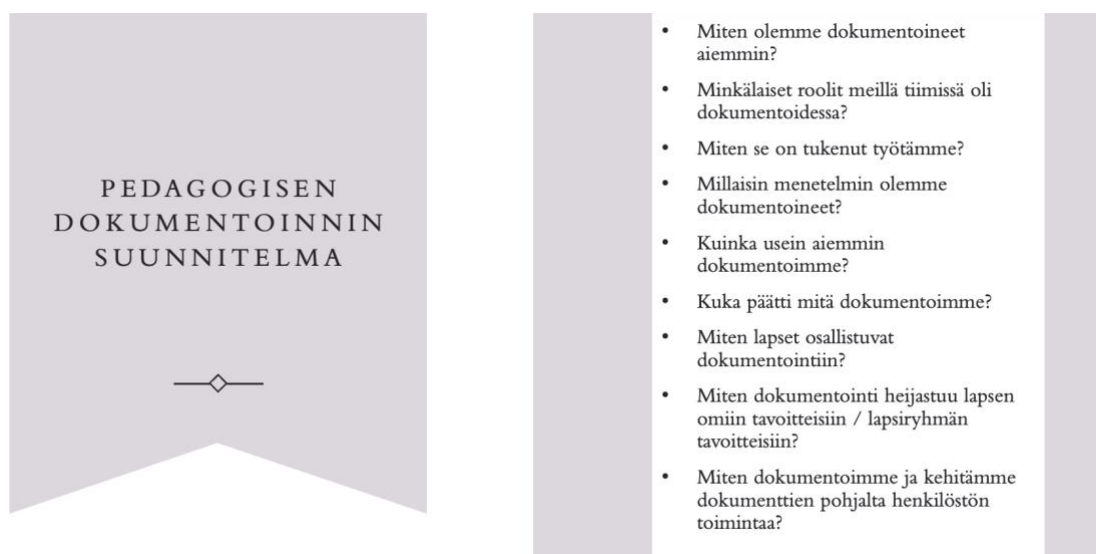 PEDAGOGISEN
DOKUMENTOINNIN
SUUNNITELMA
• Miten olemme dokumentoineet
aiemmin?
• Minkälaiset roolit meillä tiimissä oli
dokumentoidessa?
• Miten se on tukenut työtämme?
• Millaisin menetelmin olemme
dokumentoineet?
• Kuinka usein aiemmin
dokumentoimme?
• Kuka päätti mitä dokumentoimme?
• Miten lapset osallistuvat
dokumentointiin?
• Miten dokumentointi heijastuu lapsen
omiin tavoitteisiin / lapsiryhmän
tavoitteisiin?
• Miten dokumentoimme ja kehitämme
dokumenttien pohjalta henkilöstön
toimintaa?